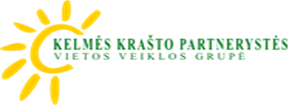 KELMĖS KRAŠTO PARTNERYSTĖS
VIETOS VEIKLOS GRUPĖ